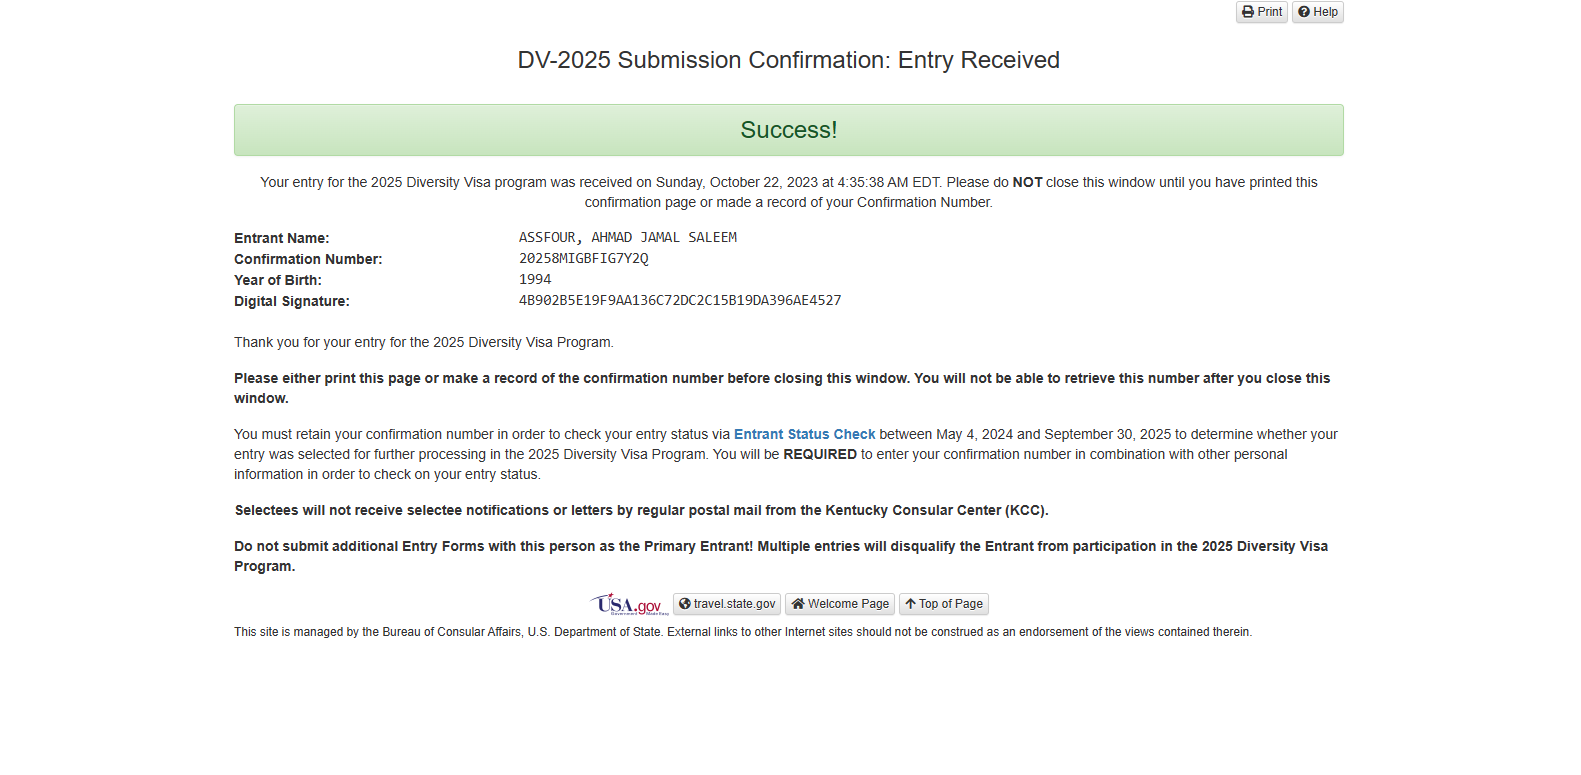 Print Help
DV-2025 Submission Confirmation: Entry Received
Success!
Your entry for the 2025 Diversity Visa program was received on Sunday, October 22, 2023 at 4:35:38 AM EDT. Please do NOT close this window until you have printed this
confirmation page or made a record of your Confirmation Number.
Entrant Name: ASSFOUR, AHMAD JAMAL SALEEM
Confirmation Number: 20258MIGBFIG7Y2Q
Year of Birth: 1994
Digital Signature: 4B902B5E19F9AA136C72DC2C15B19DA396AE4527
Thank you for your entry for the 2025 Diversity Visa Program.
Please either print this page or make a record of the confirmation number before closing this window. You will not be able to retrieve this number after you close this
window.
You must retain your confirmation number in order to check your entry status via Entrant Status Check between May 4, 2024 and September 30, 2025 to determine whether your
entry was selected for further processing in the 2025 Diversity Visa Program. You will be REQUIRED to enter your confirmation number in combination with other personal
information in order to check on your entry status.
Selectees will not receive selectee notifications or letters by regular postal mail from the Kentucky Consular Center (KCC).
Do not submit additional Entry Forms with this person as the Primary Entrant! Multiple entries will disqualify the Entrant from participation in the 2025 Diversity Visa
Program.
USA.gov travel.state.gov Welcome Page Top of Page
This site is managed by the Bureau of Consular Affairs, U.S. Department of State. External links to other Internet sites should not be construed as an endorsement of the views contained therein.